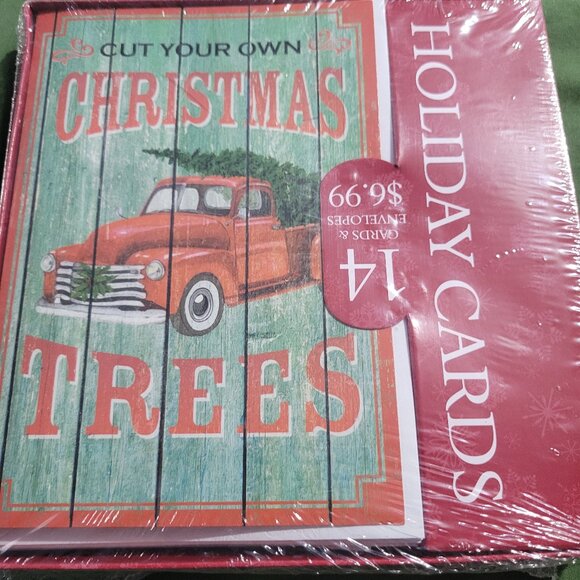 CUT YOUR OWN
CHRISTMAS
TREES
14
CARDS &
ENVELOPES
$6.99
HOLIDAY CARDS